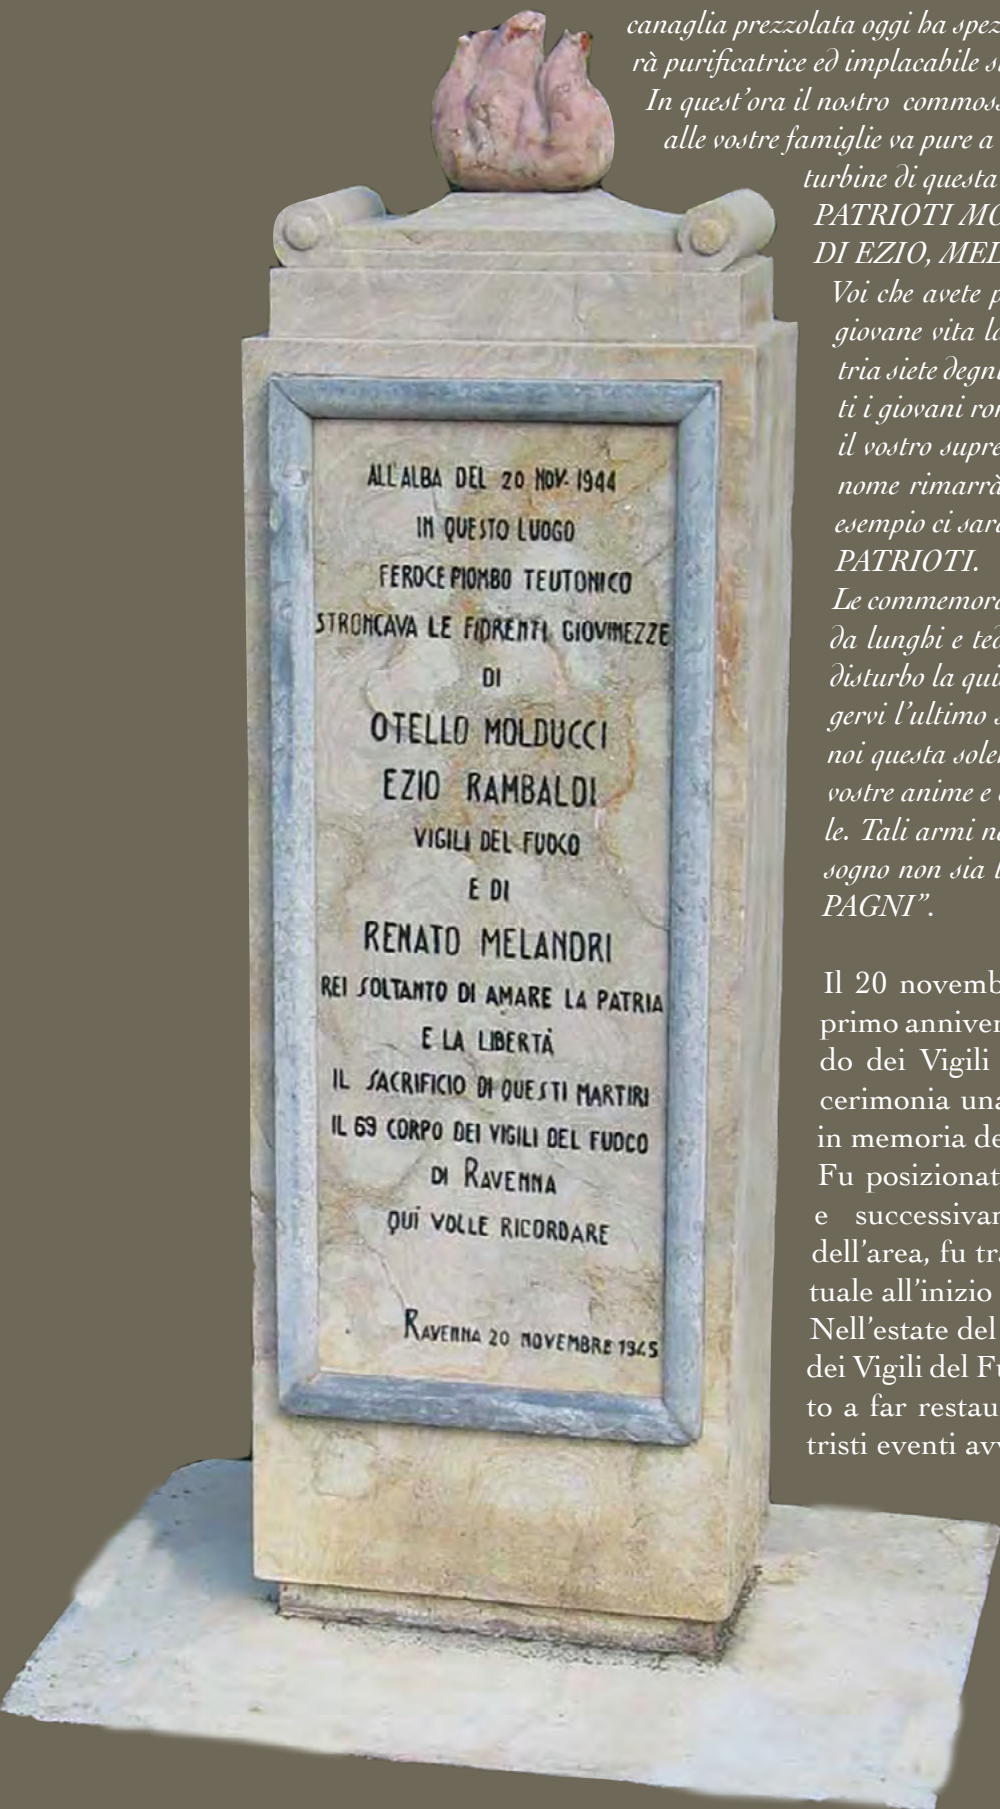 canaglia prezzolata oggi ha spez
rà purificatrice ed implacabile
In quest'ora il nostro commos
alle vostre famiglie va pure a
turbine di questa
PATRIOTI MO
DI EZIO, MEL
Voi che avete p
giovane vita la
tria siete degni
ti i giovani ro
il vostro supre
nome rimarrà
esempio ci sar
PATRIOTI.
Le commemora
da lunghi e ted
disturbo la qui
gervi l'ultimo s
noi questa sole
vostre anime e
le. Tali armi n
sogno non sia l
PAGNI".
Il 20 novemb
primo anniver
do dei Vigili
cerimonia una
in memoria de
Fu posizionat
e successivar
dell'area, fu tra
tuale all'inizio
Nell'estate del
dei Vigili del Fu
to a far restau
tristi eventi avv
ALL'ALBA DEL 20 NOV. 1944
IN QUESTO LUOGO
FEROCE PIOMBO TEUTONICO
STRONCAVA LE FIORENTI GIOVINEZZE
DI
OTELLO MOLDUCCI
EZIO RAMBALDI
VIGILI DEL FUOCO
E DI
RENATO MELANDRI
REI SOLTANTO DI AMARE LA PATRIA
E LA LIBERTÀ
IL SACRIFICIO DI QUESTI MARTIRI
IL 69 CORPO DEI VIGILI DEL FUOCO
DI RAVENNA
QUI VOLLE RICORDARE
RAVENNA 20 NOVEMBRE 1945